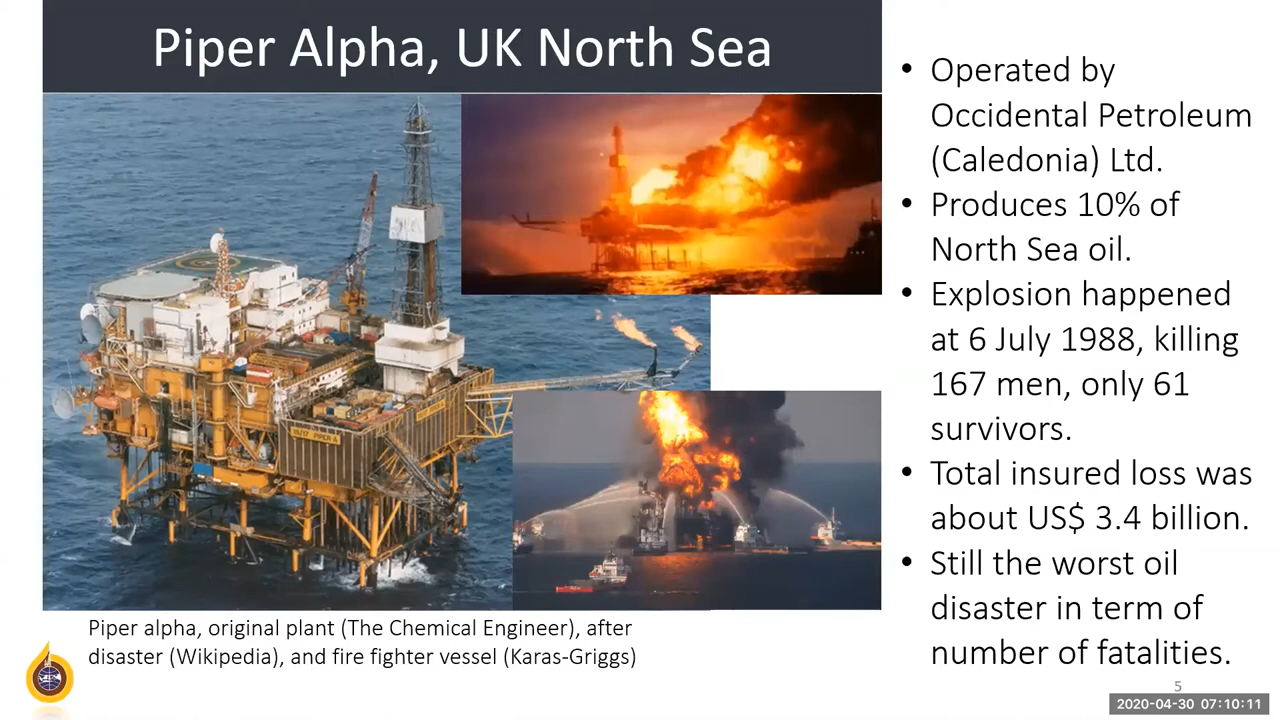 Piper Alpha, UK North Sea
• Operated by
Occidental Petroleum
(Caledonia) Ltd.
• Produces 10% of
North Sea oil.
• Explosion happened
at 6 July 1988, killing
167 men, only 61
survivors.
• Total insured loss was
about US$ 3.4 billion.
• Still the worst oil
disaster in term of
number of fatalities.
Piper alpha, original plant (The Chemical Engineer), after
disaster (Wikipedia), and fire fighter vessel (Karas-Griggs)
5
2020-04-30 07:10:11